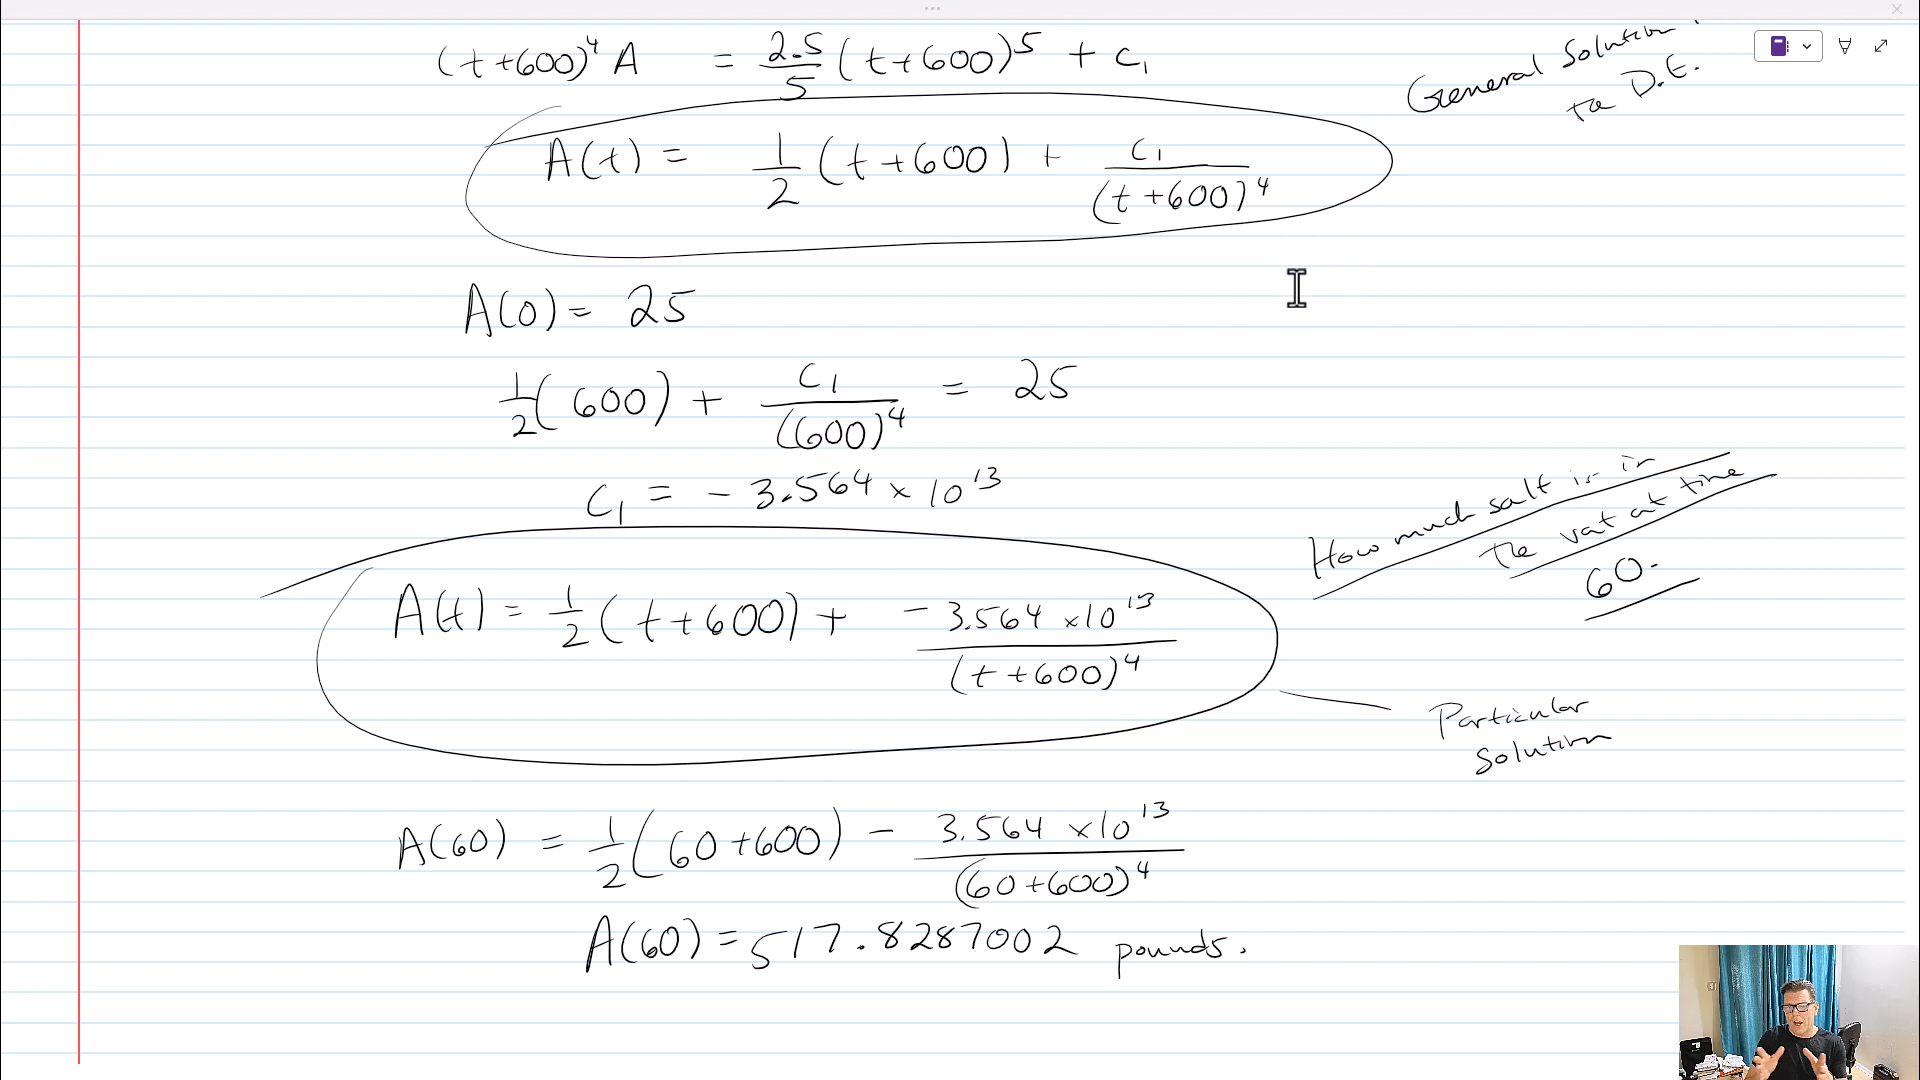 (t+600)⁴ A = 2.5/5 (t+600)⁵ + c₁
General Solution
to D.E.
A(t) = 1/2 (t+600) + c₁/(t+600)⁴
A(0) = 25
1/2 (600) + c₁/(600)⁴ = 25
c₁ = - 3.564 × 10¹³
How much salt is in
the vat at time
60.
A(t) = 1/2 (t+600) + - 3.564 ×10¹³/(t+600)⁴
Particular
Solution
A(60) = 1/2 (60+600) - 3.564 ×10¹³/(60+600)⁴
A(60) = 517.8287002 pounds.